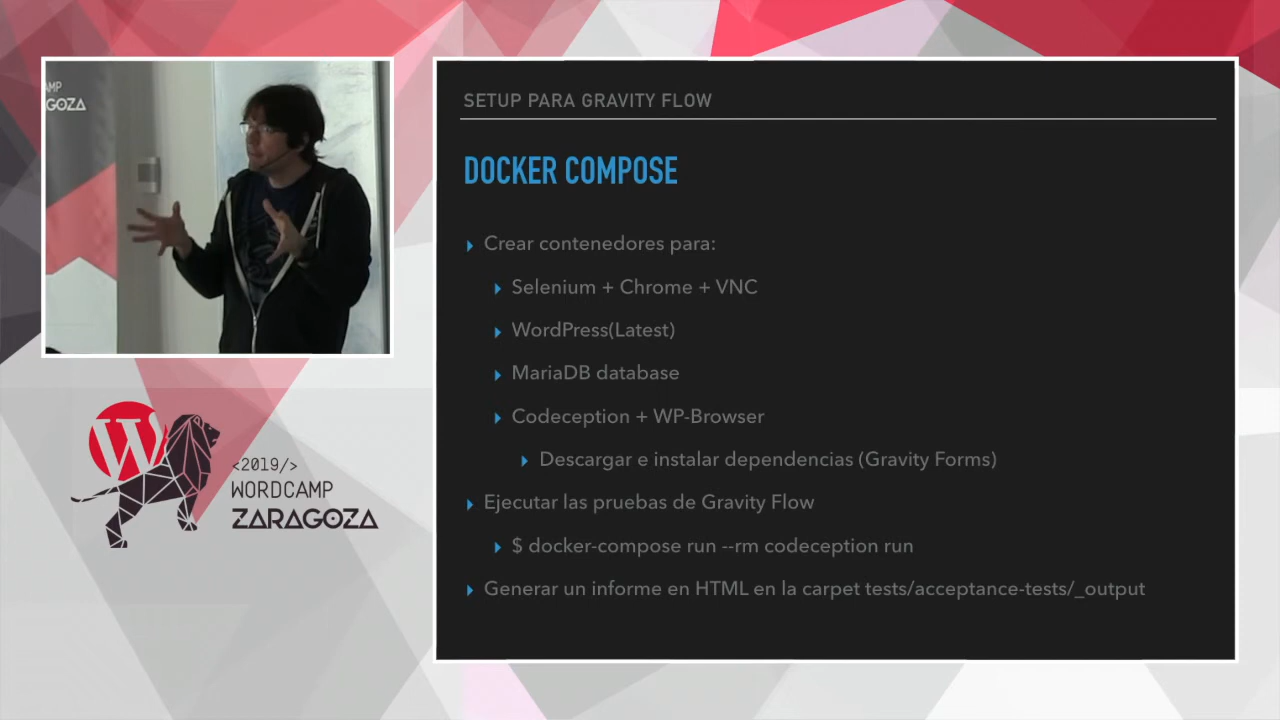 AMP
GOZA
SETUP PARA GRAVITY FLOW
DOCKER COMPOSE
Crear contenedores para:
Selenium + Chrome + VNC
WordPress(Latest)
MariaDB database
Codeception + WP-Browser
Descargar e instalar dependencias (Gravity Forms)
Ejecutar las pruebas de Gravity Flow
$ docker-compose run --rm codeception run
Generar un informe en HTML en la carpet tests/acceptance-tests/_output
W
<2019/>
WORDCAMP
ZARAGOZA